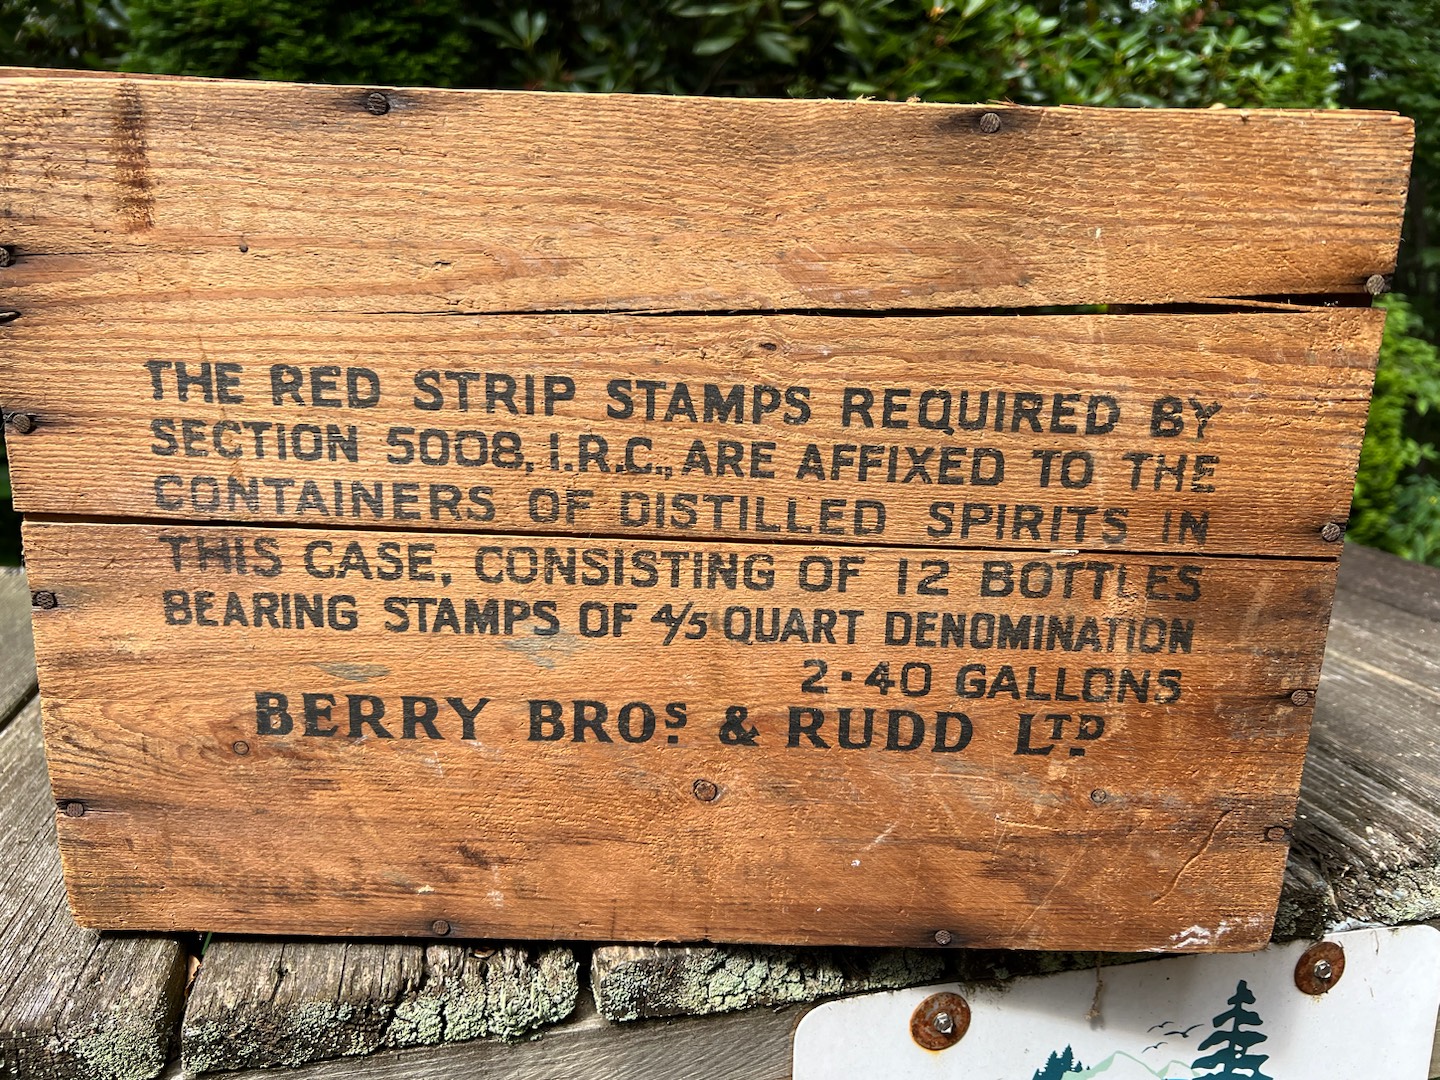 THE RED STRIP STAMPS REQUIRED BY
SECTION 5008, I.R.C., ARE AFFIXED TO THE
CONTAINERS OF DISTILLED SPIRITS IN
THIS CASE, CONSISTING OF 12 BOTTLES
BEARING STAMPS OF 4/5 QUART DENOMINATION
2·40 GALLONS
BERRY BROS & RUDD LTD